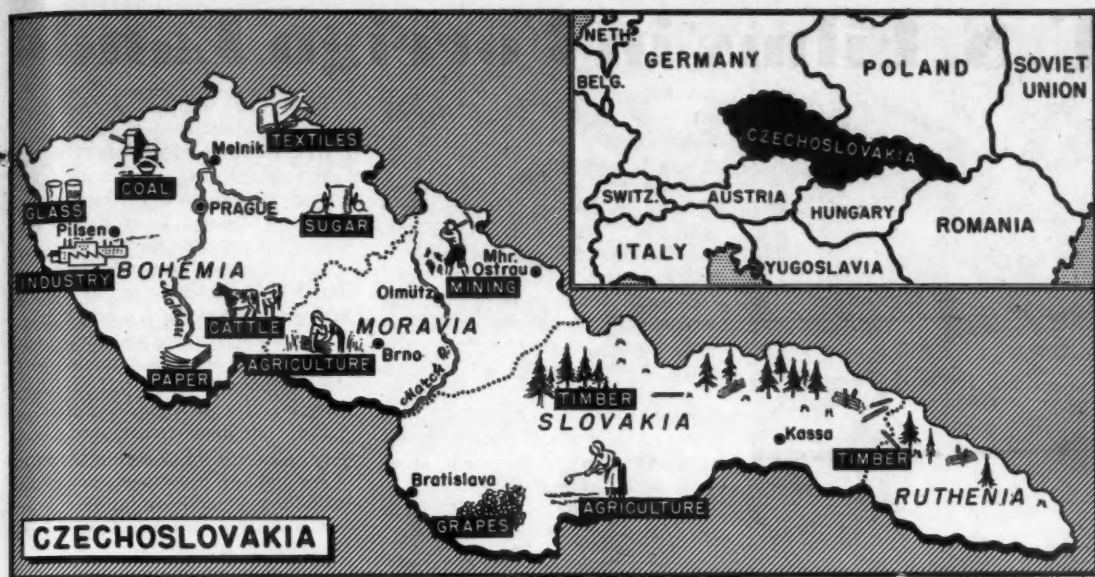 TEXTILES
Melnik
COAL
GLASS
PRAGUE
SUGAR
Pilsen
INDUSTRY
BOHEMIA
Moldau
CATTLE
PAPER
AGRICULTURE
MORAVIA
Olmütz
Brno
MINING
Mhr.
Ostrau
TIMBER
SLOVAKIA
Kassa
TIMBER
RUTHENIA
Bratislava
GRAPES
AGRICULTURE
CZECHOSLOVAKIA
NETH.
BELG.
GERMANY
POLAND
SOVIET
UNION
CZECHOSLOVAKIA
SWITZ.
AUSTRIA
HUNGARY
ROMANIA
ITALY
YUGOSLAVIA